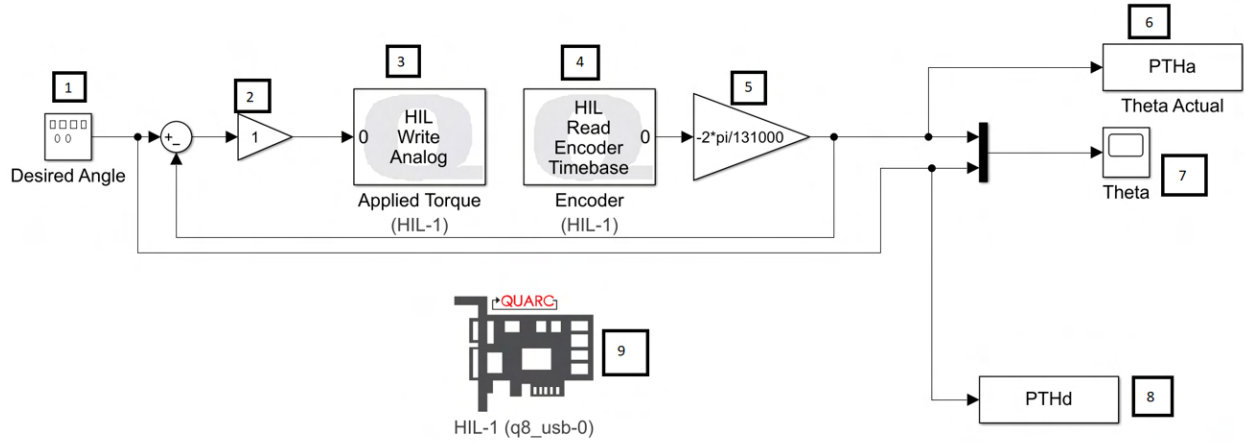 1
Desired Angle
+
−
2
1
3
0
HIL
Write
Analog
Applied Torque
(HIL-1)
4
HIL
Read
Encoder
Timebase
0
Encoder
(HIL-1)
5
-2*pi/131000
6
PTHa
Theta Actual
Theta
7
QUARC
9
HIL-1 (q8_usb-0)
PTHd
8